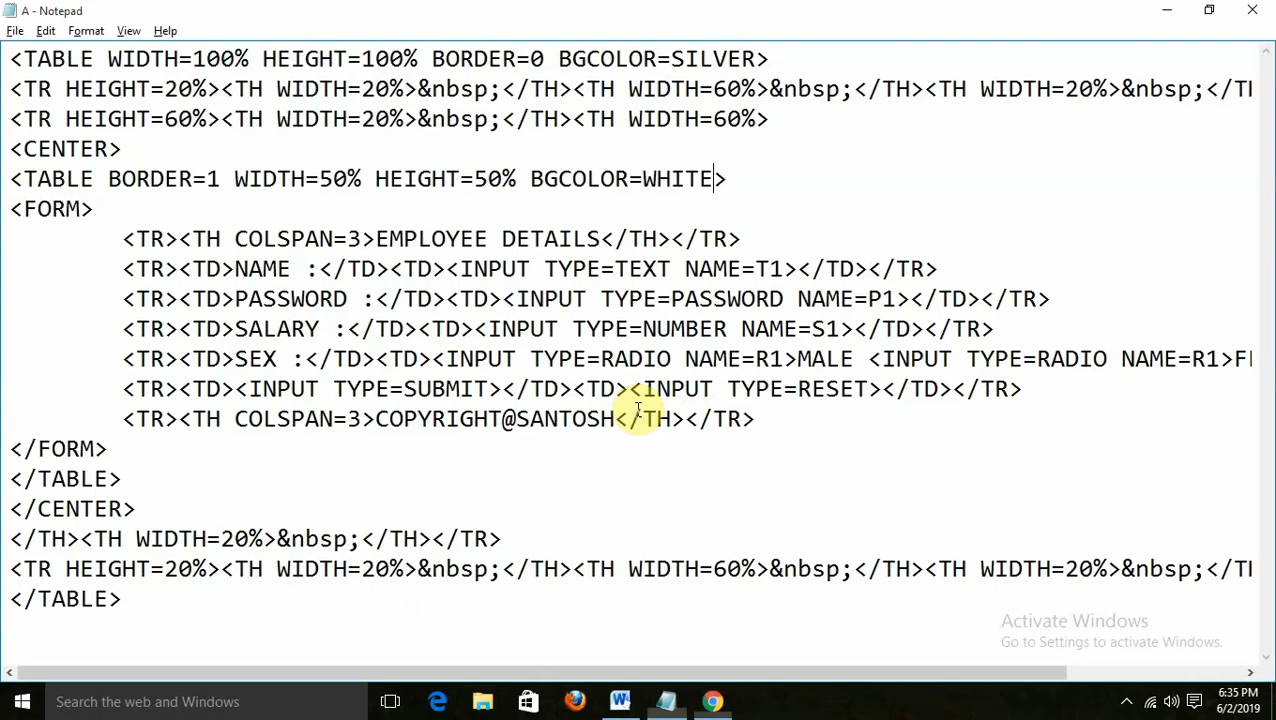 A - Notepad
File Edit Format View Help
<TABLE WIDTH=100% HEIGHT=100% BORDER=0 BGCOLOR=SILVER>
<TR HEIGHT=20%><TH WIDTH=20%>&nbsp;</TH><TH WIDTH=60%>&nbsp;</TH><TH WIDTH=20%>&nbsp;</TH
<TR HEIGHT=60%><TH WIDTH=20%>&nbsp;</TH><TH WIDTH=60%>
<CENTER>
<TABLE BORDER=1 WIDTH=50% HEIGHT=50% BGCOLOR=WHITE>
<FORM>
<TR><TH COLSPAN=3>EMPLOYEE DETAILS</TH></TR>
<TR><TD>NAME :</TD><TD><INPUT TYPE=TEXT NAME=T1></TD></TR>
<TR><TD>PASSWORD :</TD><TD><INPUT TYPE=PASSWORD NAME=P1></TD></TR>
<TR><TD>SALARY :</TD><TD><INPUT TYPE=NUMBER NAME=S1></TD></TR>
<TR><TD>SEX :</TD><TD><INPUT TYPE=RADIO NAME=R1>MALE <INPUT TYPE=RADIO NAME=R1>F
<TR><TD><INPUT TYPE=SUBMIT></TD><TD><INPUT TYPE=RESET></TD></TR>
<TR><TH COLSPAN=3>COPYRIGHT@SANTOSH</TH></TR>
</FORM>
</TABLE>
</CENTER>
</TH><TH WIDTH=20%>&nbsp;</TH></TR>
<TR HEIGHT=20%><TH WIDTH=20%>&nbsp;</TH><TH WIDTH=60%>&nbsp;</TH><TH WIDTH=20%>&nbsp;</TH
</TABLE>
Activate Windows
Go to Settings to activate Windows.
Search the web and Windows
6:35 PM
6/2/2019